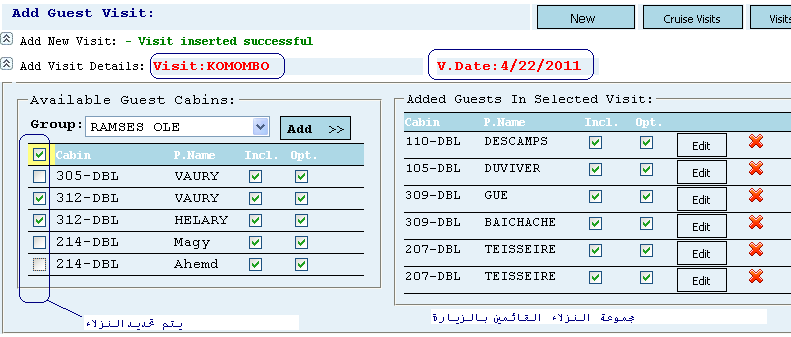 Add Guest Visit:
New
Cruise Visits
Visits
Add New Visit: - Visit inserted successful
Add Visit Details: Visit:KOMOMBO V.Date:4/22/2011
Available Guest Cabins:
Group: RAMSES OLE Add >>
Cabin P.Name Incl. Opt.
305-DBL VAURY
312-DBL VAURY
312-DBL HELARY
214-DBL Magy
214-DBL Ahemd
يتم تحديد النزلاء
Added Guests In Selected Visit:
Cabin P.Name Incl. Opt.
110-DBL DESCAMPS Edit
105-DBL DUVIVER Edit
309-DBL GUE Edit
309-DBL BAICHACHE Edit
207-DBL TEISSEIRE Edit
207-DBL TEISSEIRE Edit
مجموعة النزلاء القائمين بالزيارة